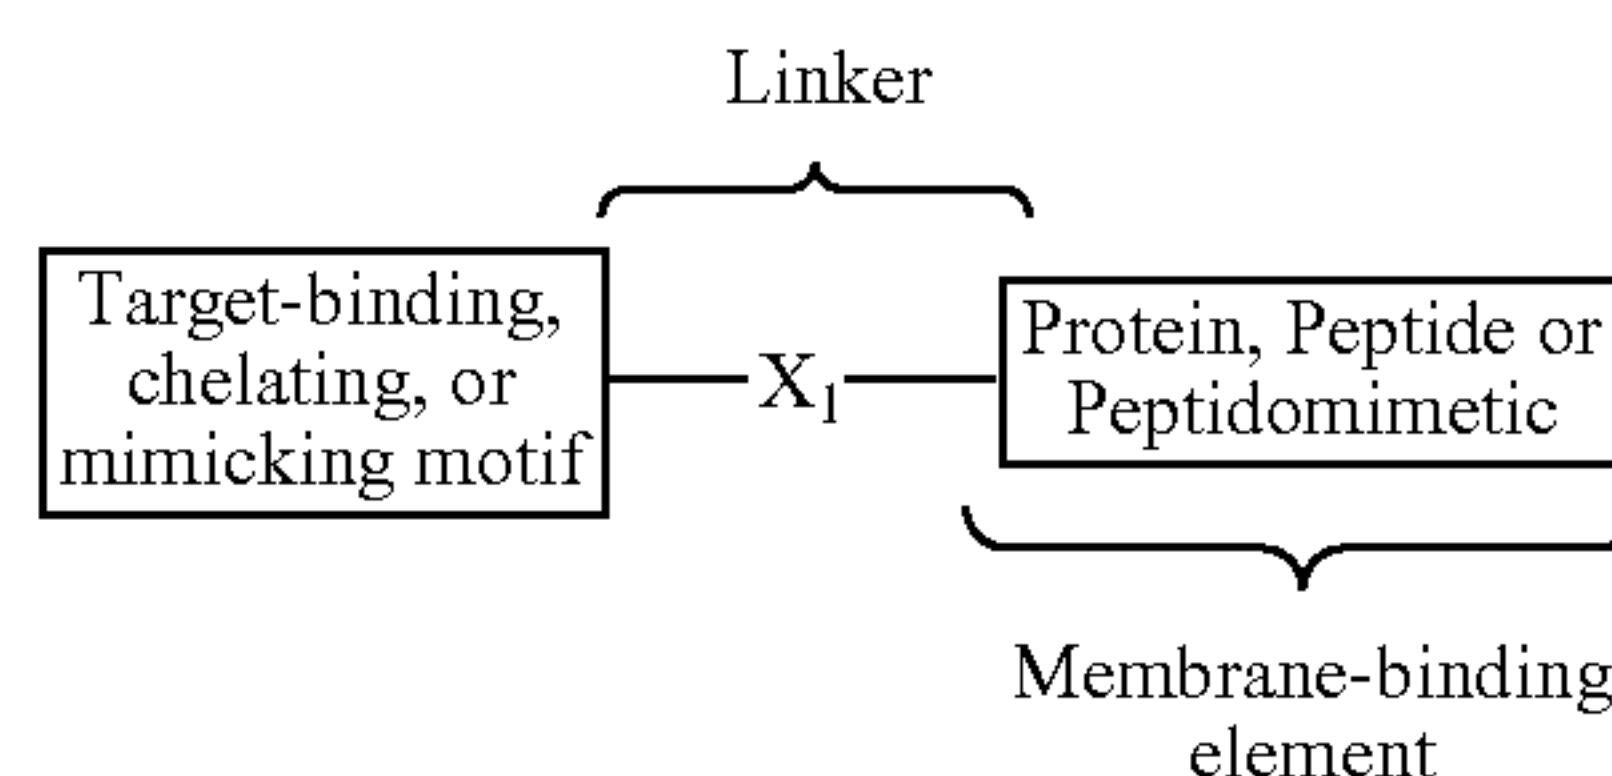 Linker
Target-binding,
chelating, or
mimicking motif
X₁
Protein, Peptide or
Peptidomimetic
Membrane-binding
element